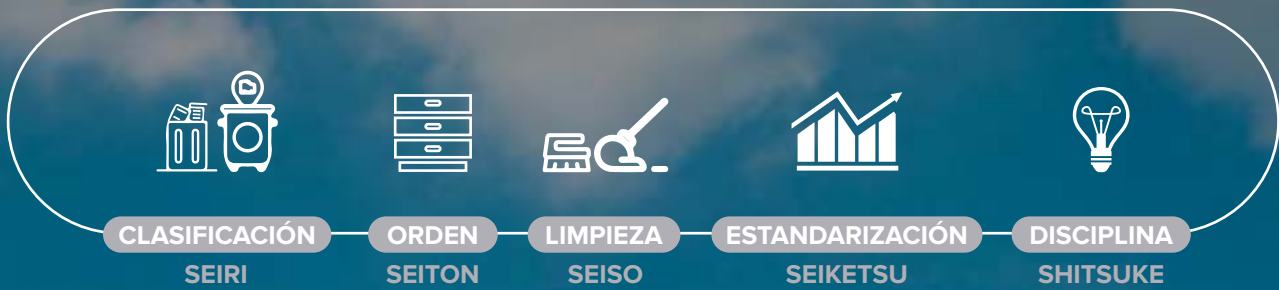 CLASIFICACIÓN
SEIRI
ORDEN
SEITON
LIMPIEZA
SEISO
ESTANDARIZACIÓN
SEIKETSU
DISCIPLINA
SHITSUKE